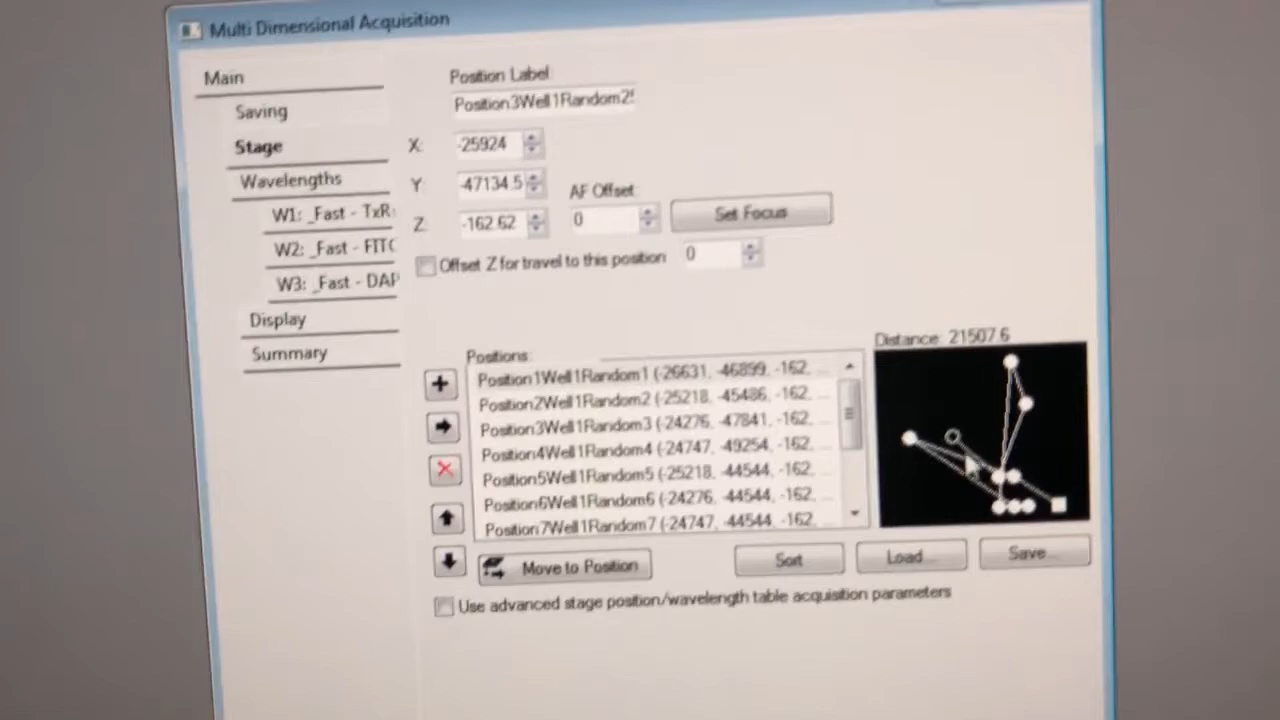 Multi Dimensional Acquisition
Main
Saving
Stage
Wavelengths
W1: _Fast - TxR
W2: _Fast - FITC
W3: _Fast - DAP
Display
Summary
Position Label
Position3Well1Random2
X: -25924
Y: -47134.5
Z: -162.62
AF Offset:
0
Set Focus
Offset Z for travel to this position
0
Positions:
Position1Well1Random1 (-26631, -46899, -162, ...
Position2Well1Random2 (-25218, -45486, -162, ...
Position3Well1Random3 (-24276, -47841, -162, ...
Position4Well1Random4 (-24747, -49254, -162, ...
Position5Well1Random5 (-25218, -44544, -162, ...
Position6Well1Random6 (-24276, -44544, -162, ...
Position7Well1Random7 (-24747, -44544, -162, ...
Distance: 21507.6
Move to Position
Sort
Load...
Save...
Use advanced stage position/wavelength table acquisition parameters